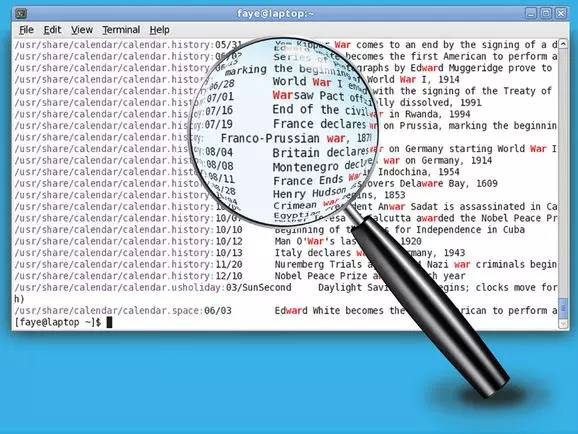 faye@laptop:~
File Edit View Terminal Help
/usr/share/calendar/calendar.history:05/31 Yom Kippur War comes to an end by the signing of a d
/usr/share/calendar/calendar.history:06/03 Edward White becomes the first American to perform a
/usr/share/calendar/calendar.history: Series of photographs by Edward Muggeridge prove to
/usr/share/calendar/calendar.history: marking the beginning of World War I, 1914
/usr/share/calendar/calendar.history:06/28 World War I ends with the signing of the Treaty of
/usr/share/calendar/calendar.history:07/01 Warsaw Pact officially dissolved, 1991
/usr/share/calendar/calendar.history:07/16 End of the civil war in Rwanda, 1994
/usr/share/calendar/calendar.history:07/19 France declares war on Prussia, marking the beginnin
Franco-Prussian war, 187
/usr/share/calendar/calendar.history:08/04 Britain declares war on Germany starting World War I
/usr/share/calendar/calendar.history:08/08 Montenegro declares war on Germany, 1914
/usr/share/calendar/calendar.history:08/11 France Ends War in Indochina, 1954
/usr/share/calendar/calendar.history:08/28 Henry Hudson discovers Delaware Bay, 1609
/usr/share/calendar/calendar.history: Crimean war begins, 1853
/usr/share/calendar/calendar.history: Egyptian President Anwar Sadat is assassinated in Ca
/usr/share/calendar/calendar.history:10/07 Mother Teresa of Calcutta awarded the Nobel Peace Pr
/usr/share/calendar/calendar.history:10/10 Beginning of the Wars for Independence in Cuba
/usr/share/calendar/calendar.history:10/12 Man O'War's last 1920
/usr/share/calendar/calendar.history:10/13 Italy declares war Germany, 1943
/usr/share/calendar/calendar.history:11/20 Nuremberg Trials Nazi war criminals begin
/usr/share/calendar/calendar.history:12/10 Nobel Peace Prize awarded each year
/usr/share/calendar/calendar.usholiday:03/SunSecond Daylight Savings begins; clocks move for
h)
/usr/share/calendar/calendar.space:06/03 Edward White becomes the American to perform a
[faye@laptop ~]$